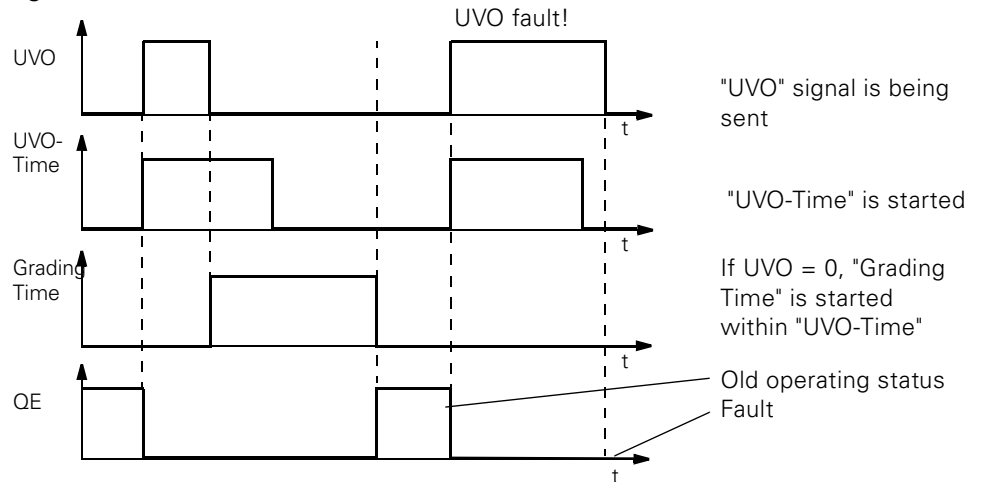 UVO fault!
UVO
"UVO" signal is being
sent
t
UVO-
Time
"UVO-Time" is started
t
Grading
Time
If UVO = 0, "Grading
Time" is started
within "UVO-Time"
t
QE
Old operating status
Fault
t